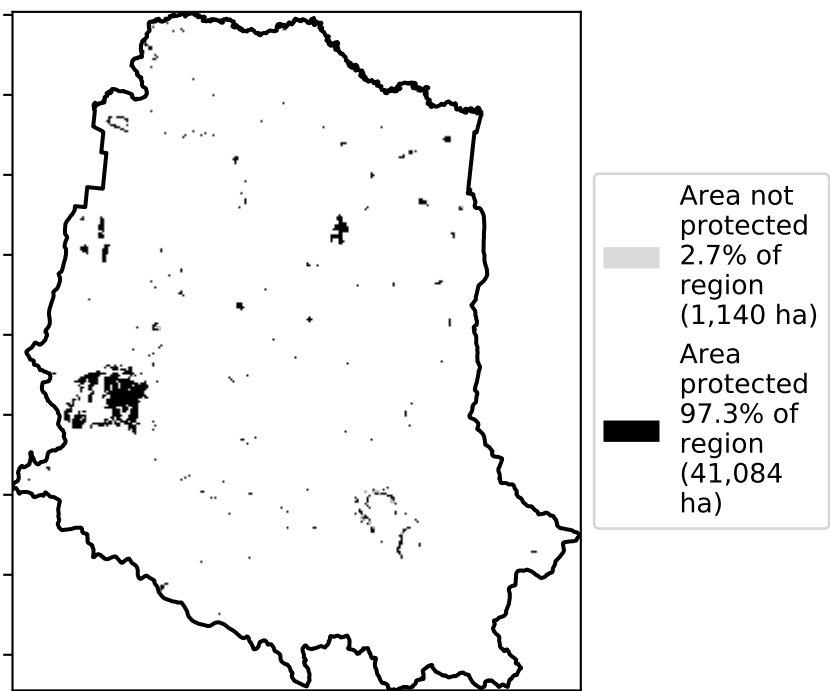 Area not
protected
2.7% of
region
(1,140 ha)
Area
protected
97.3% of
region
(41,084
ha)